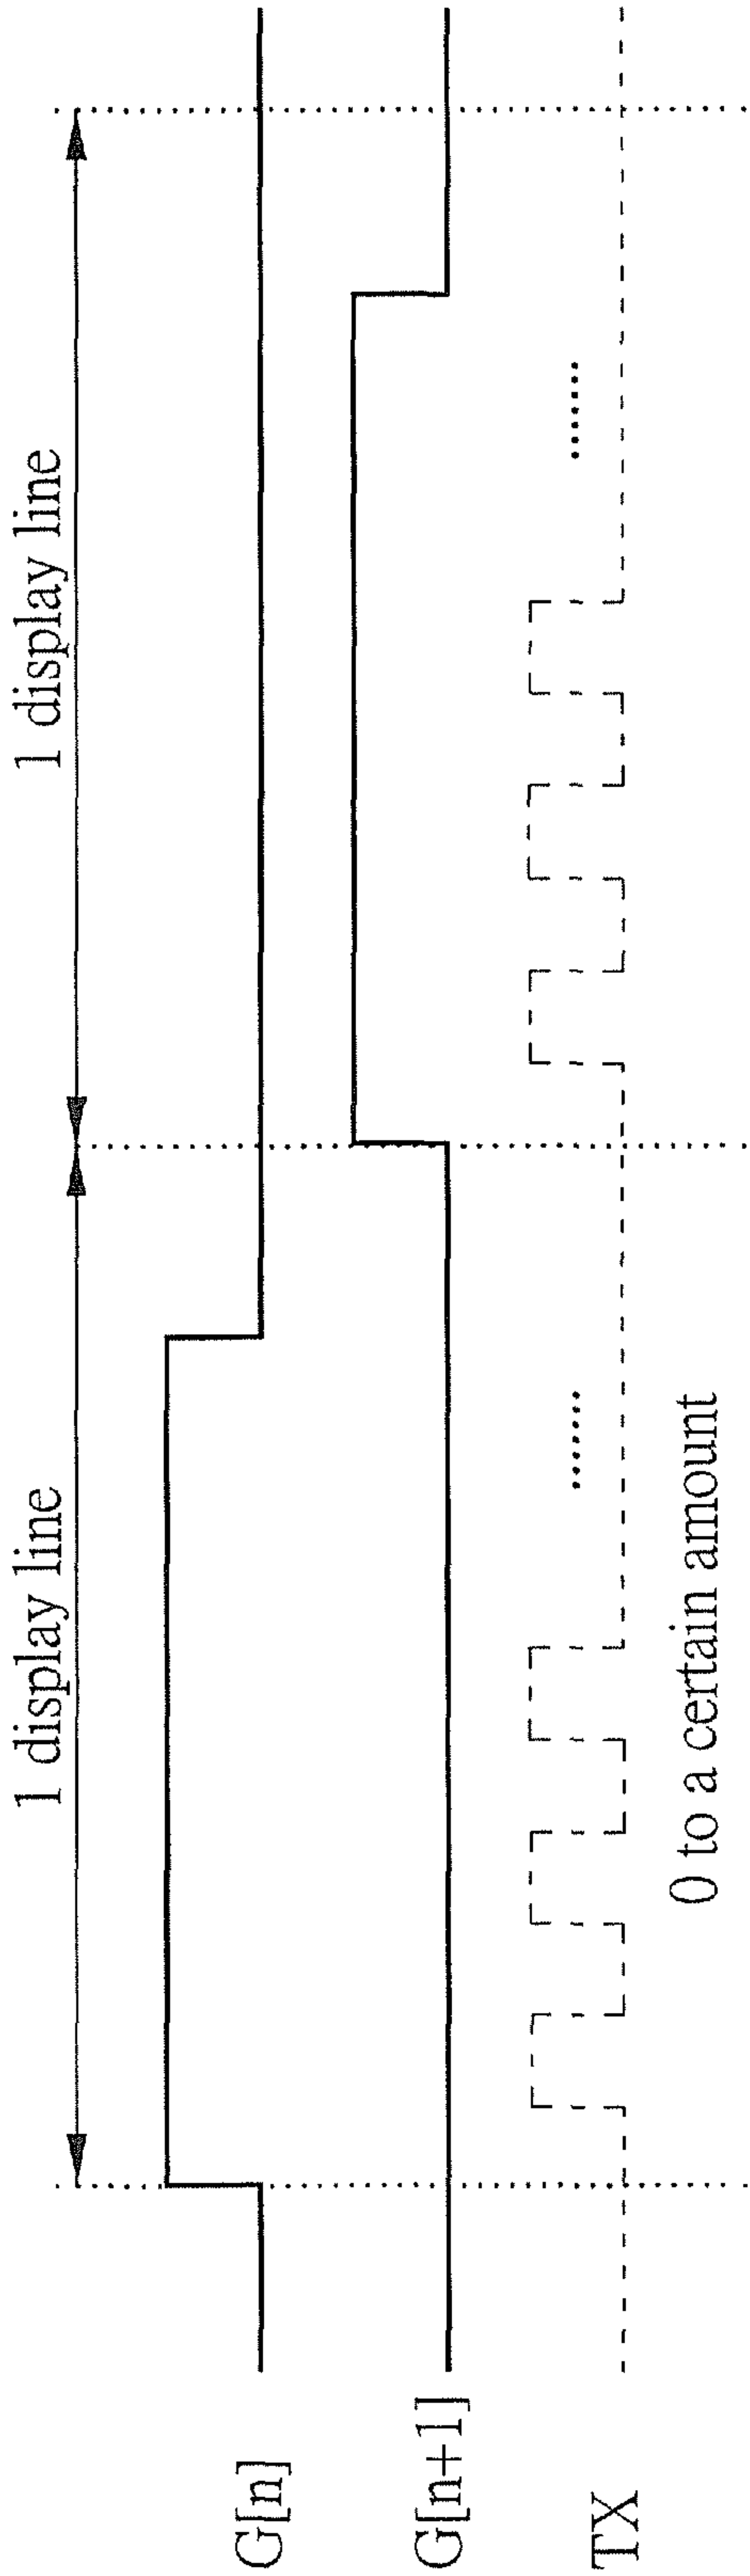 1 display line
1 display line
G[n]
G[n+1]
.......
.......
TX
0 to a certain amount